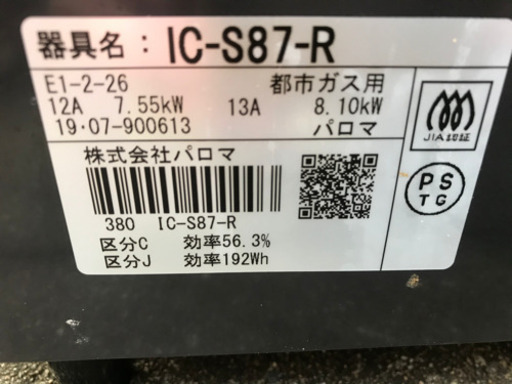 器具名：IC-S87-R
E1-2-26 都市ガス用
12A 7.55kW 13A 8.10kW
19・07-900613 パロマ
JIA認証
株式会社パロマ
PS
TG
380 IC-S87-R
区分C 効率56.3%
区分J 効率192Wh